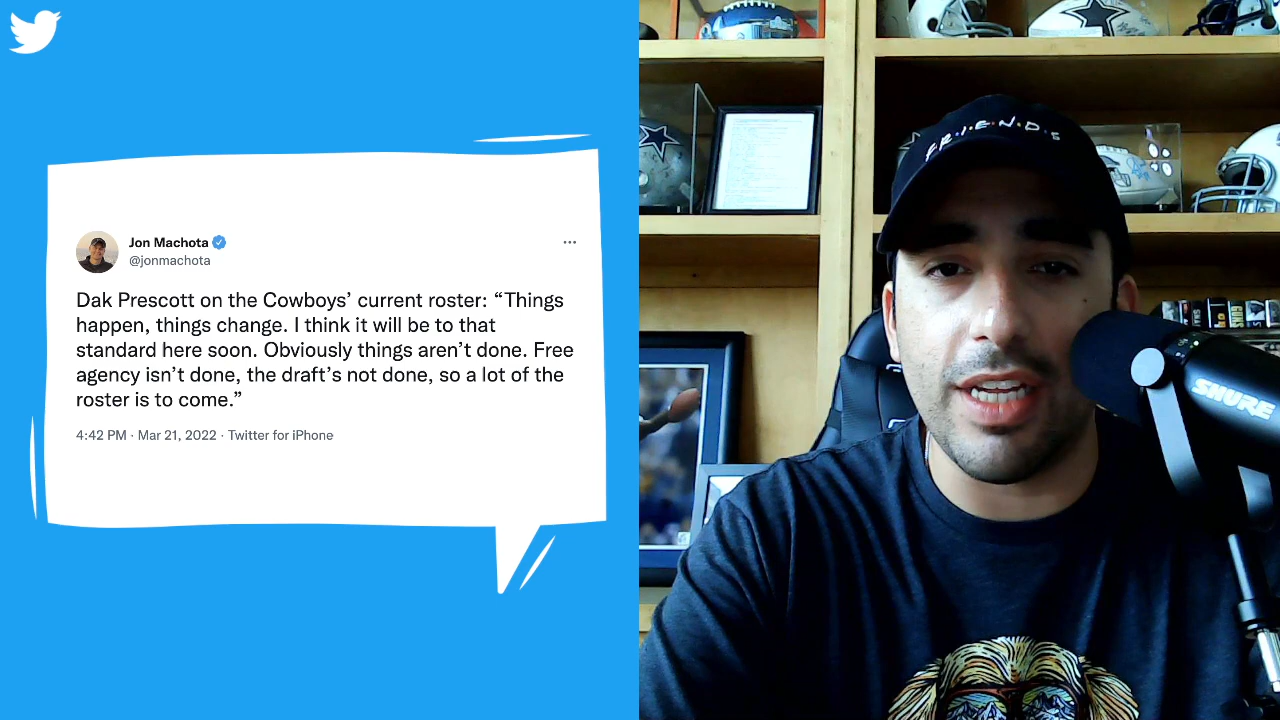 Jon Machota
@jonmachota
Dak Prescott on the Cowboys’ current roster: “Things
happen, things change. I think it will be to that
standard here soon. Obviously things aren’t done. Free
agency isn’t done, the draft’s not done, so a lot of the
roster is to come.”
4:42 PM · Mar 21, 2022 · Twitter for iPhone
F·R·I·E·N·D·S
SHURE